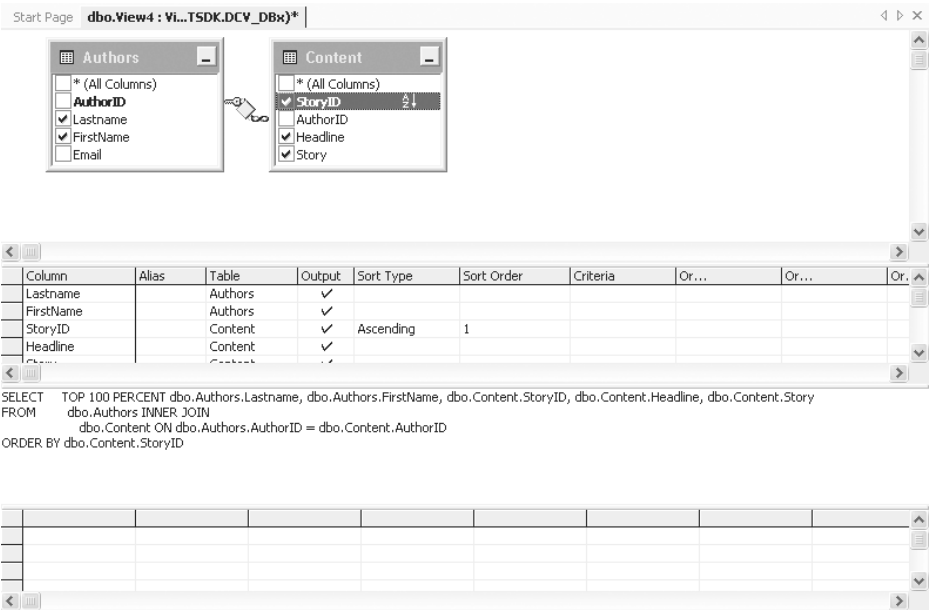 Start Page dbo.View4 : Vi...TSDK.DCV_DBx)*
Authors
* (All Columns)
AuthorID
Lastname
FirstName
Email
Content
* (All Columns)
StoryID
AuthorID
Headline
Story
Column Alias Table Output Sort Type Sort Order Criteria Or... Or... Or.
Lastname Authors
FirstName Authors
StoryID Content Ascending 1
Headline Content
Story Content
SELECT TOP 100 PERCENT dbo.Authors.Lastname, dbo.Authors.FirstName, dbo.Content.StoryID, dbo.Content.Headline, dbo.Content.Story
FROM dbo.Authors INNER JOIN
dbo.Content ON dbo.Authors.AuthorID = dbo.Content.AuthorID
ORDER BY dbo.Content.StoryID